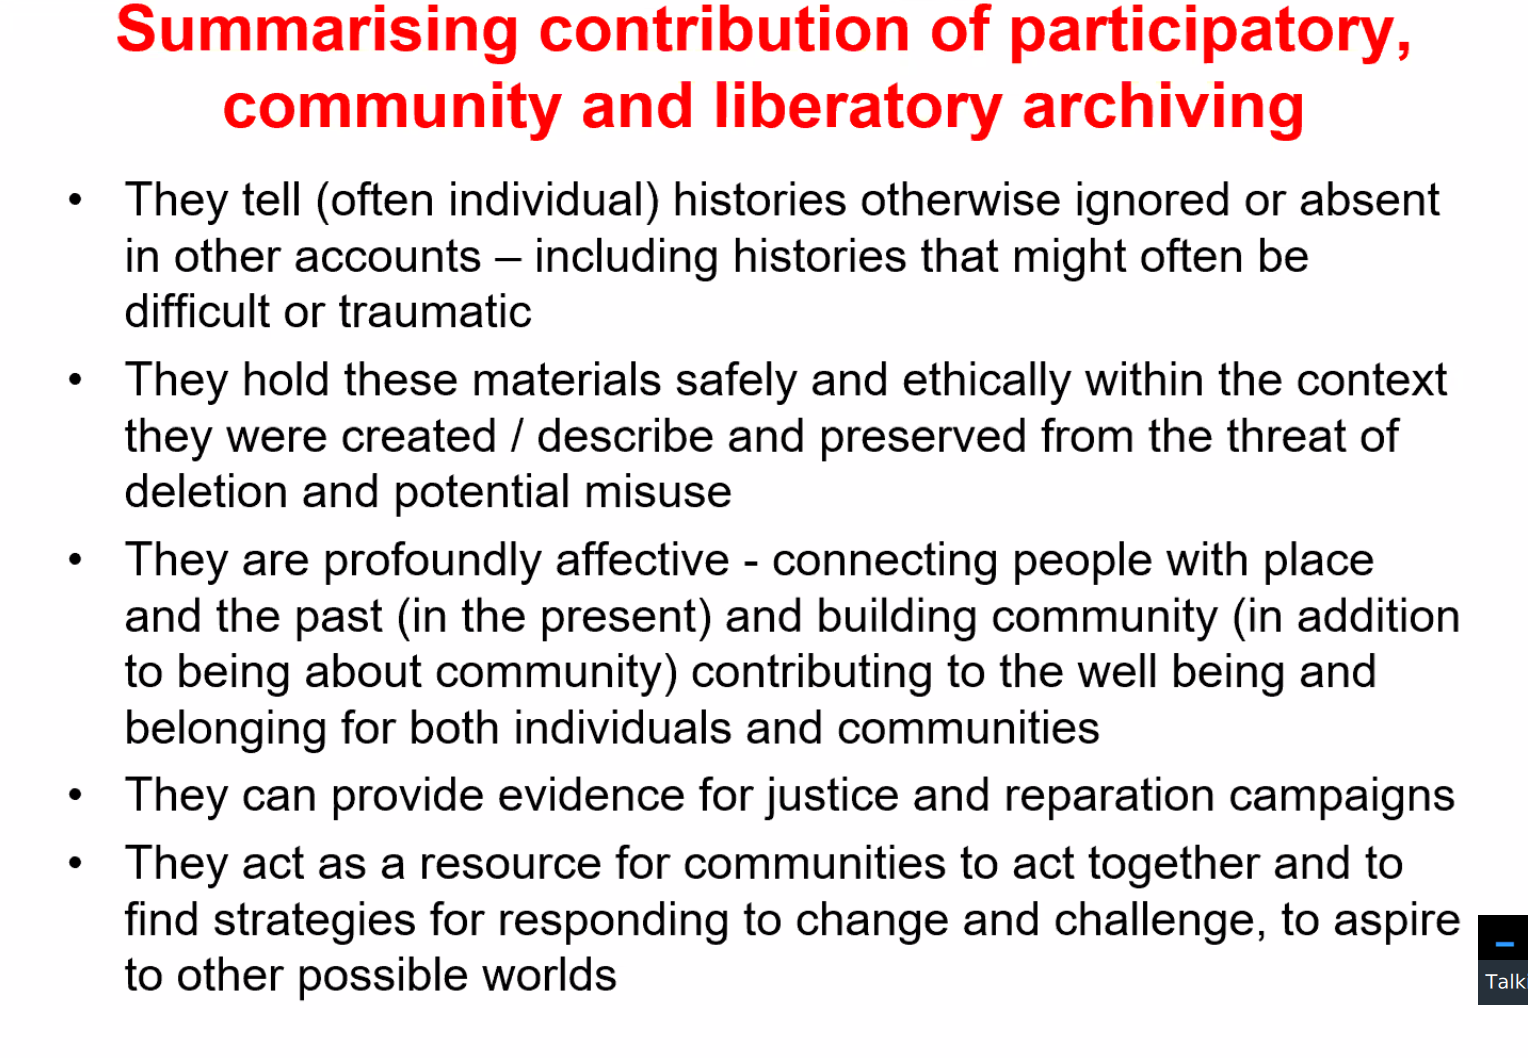 Summarising contribution of participatory,
community and liberatory archiving
• They tell (often individual) histories otherwise ignored or absent
in other accounts – including histories that might often be
difficult or traumatic
• They hold these materials safely and ethically within the context
they were created / describe and preserved from the threat of
deletion and potential misuse
• They are profoundly affective - connecting people with place
and the past (in the present) and building community (in addition
to being about community) contributing to the well being and
belonging for both individuals and communities
• They can provide evidence for justice and reparation campaigns
• They act as a resource for communities to act together and to
find strategies for responding to change and challenge, to aspire
to other possible worlds
Talki